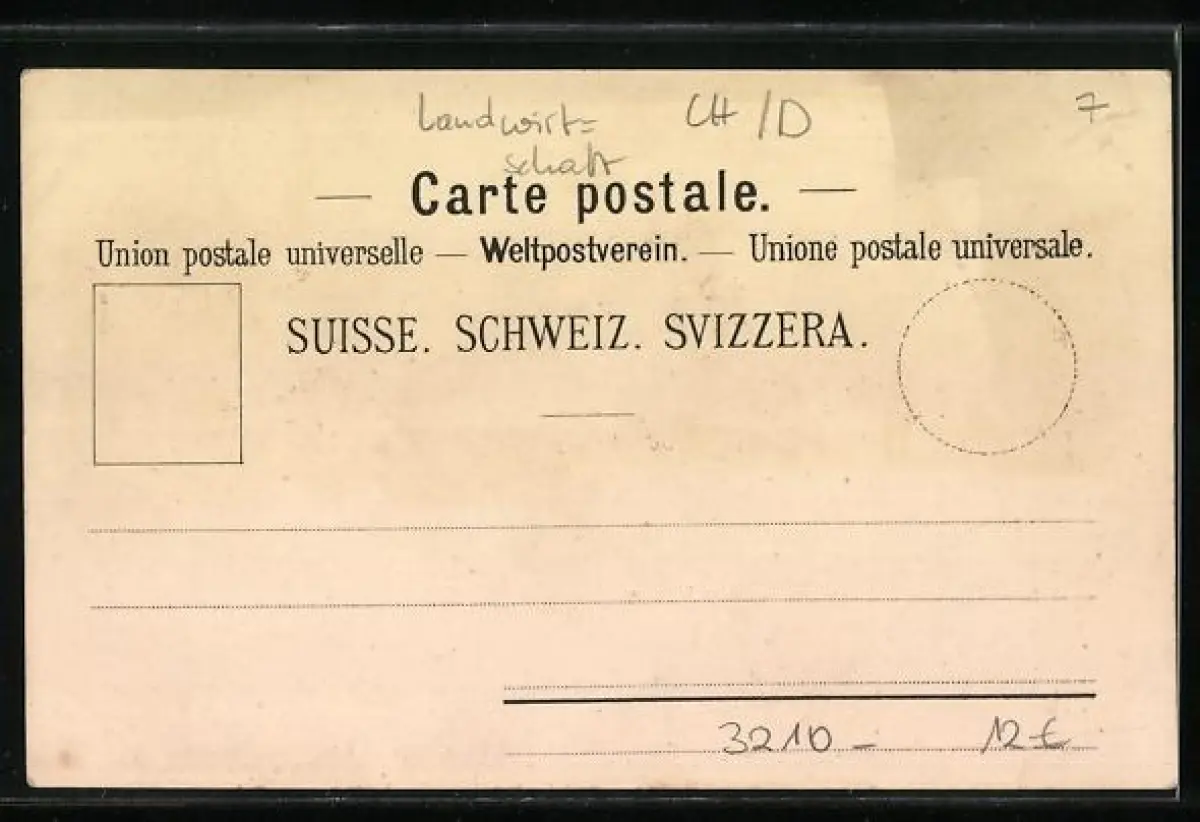 Landwirt= CH/D 7
schaft
— Carte postale. —
Union postale universelle — Weltpostverein. — Unione postale universale.
SUISSE. SCHWEIZ. SVIZZERA.
3210 – 12 €